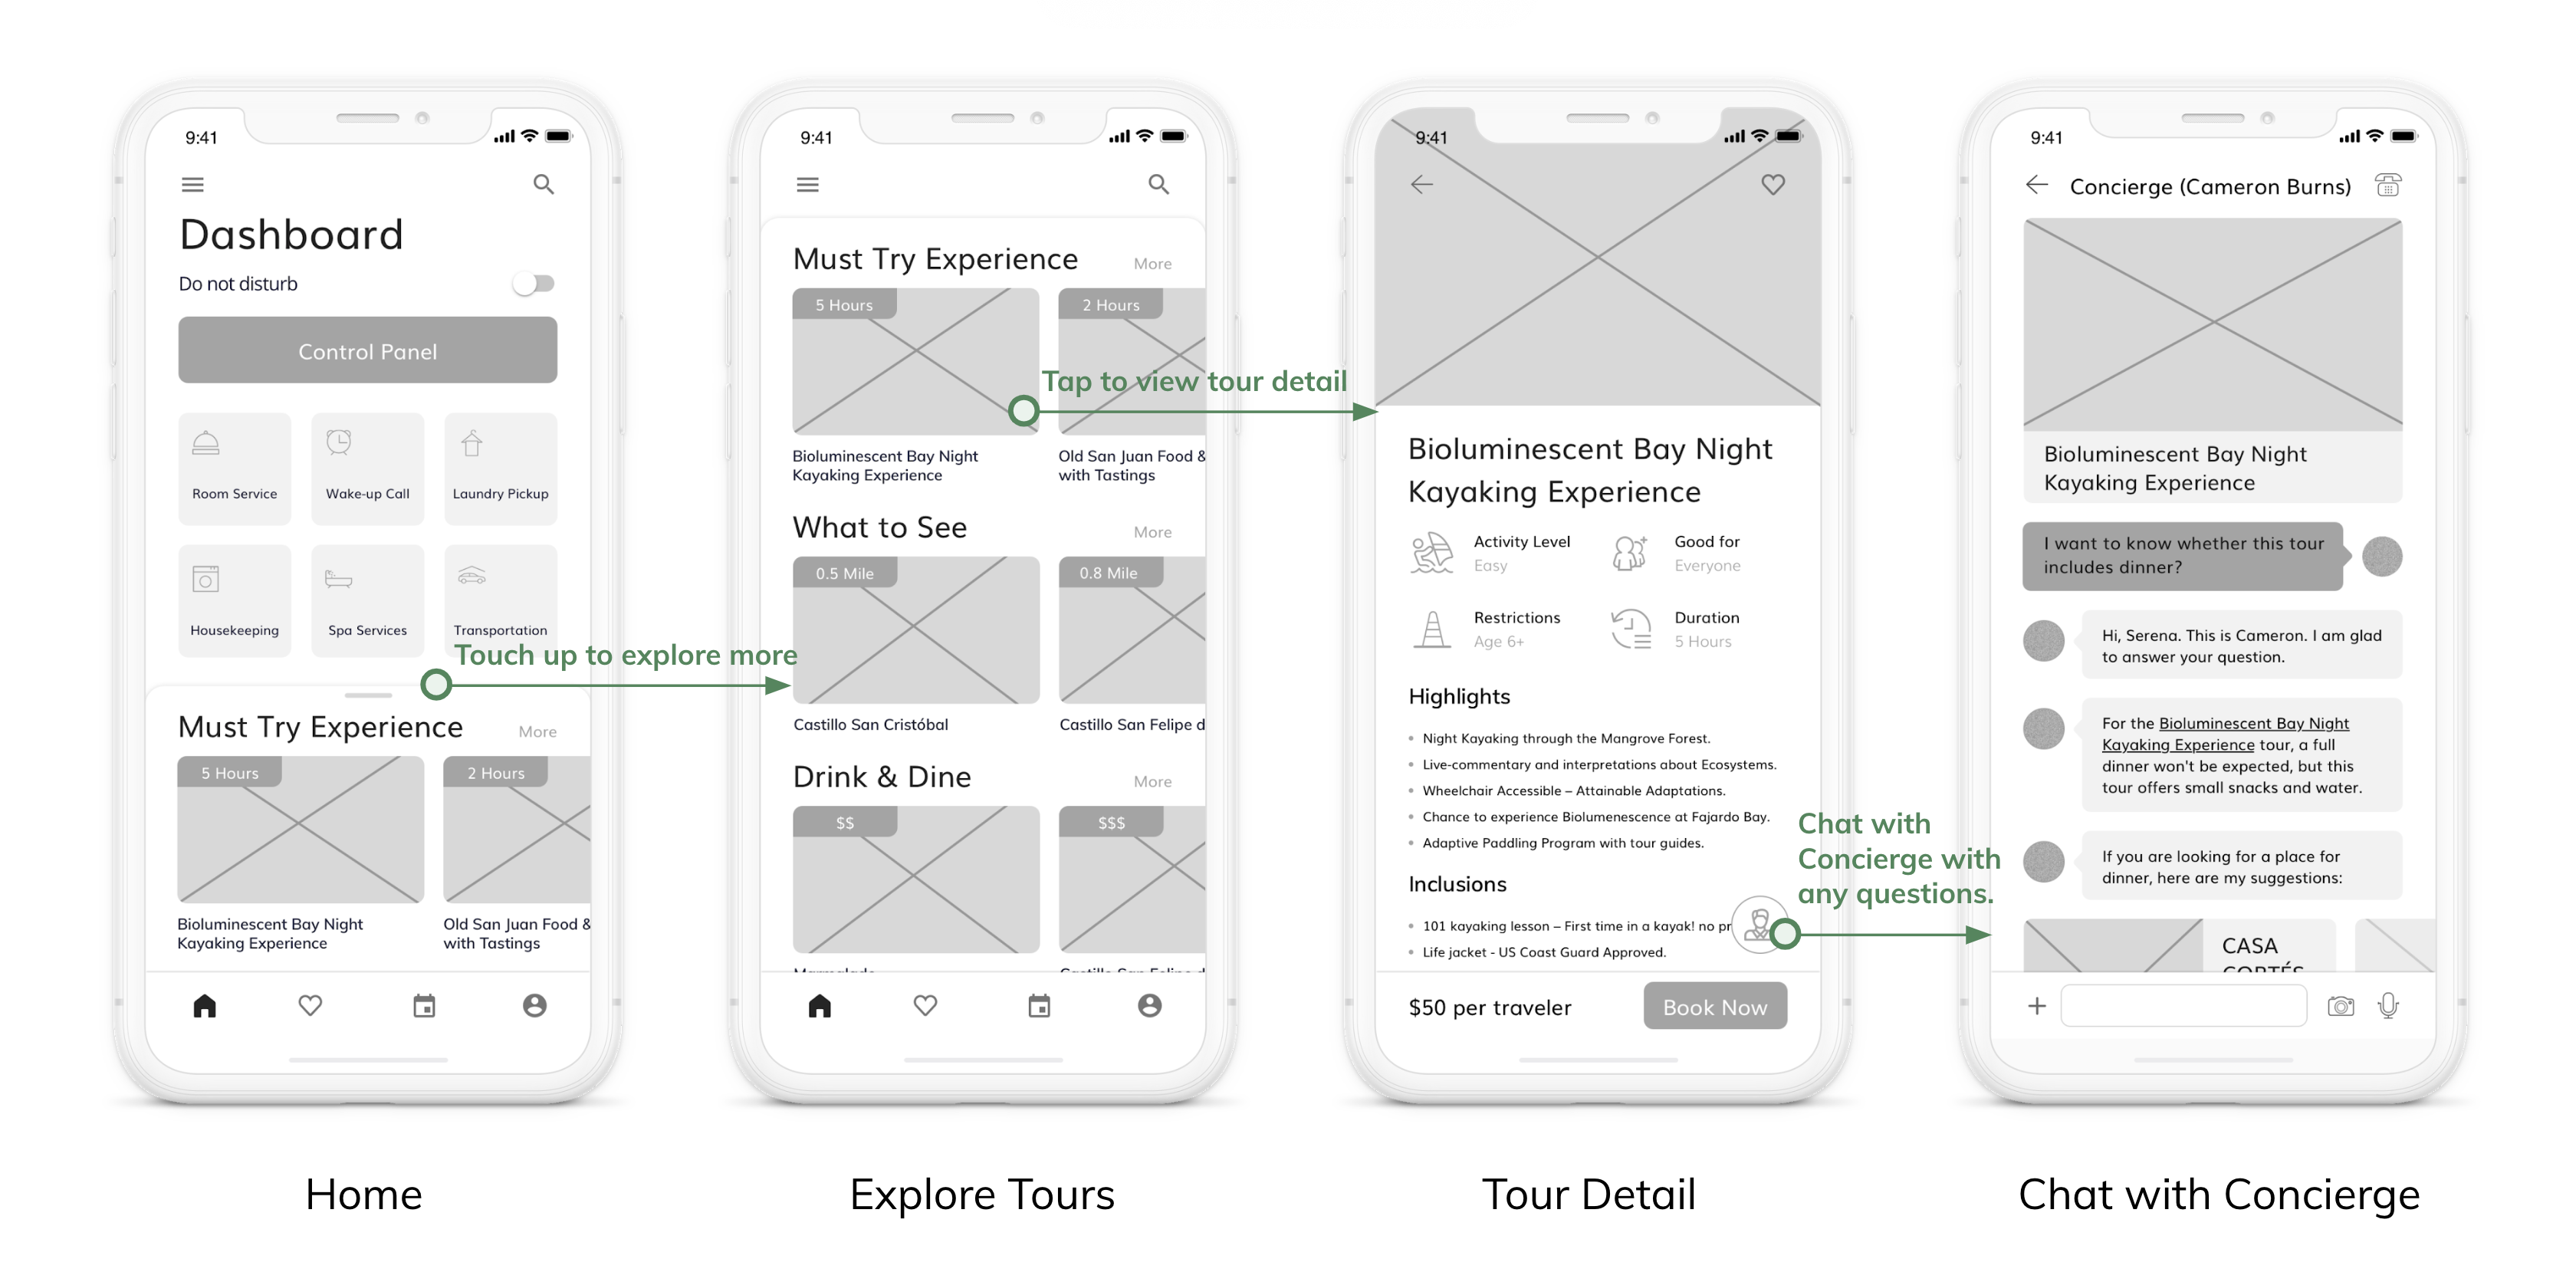 9:41
Dashboard
Do not disturb
Control Panel
Room Service
Wake-up Call
Laundry Pickup
Housekeeping
Spa Services
Transportation
Touch up to explore more
Must Try Experience
More
5 Hours
2 Hours
Bioluminescent Bay Night
Kayaking Experience
Old San Juan Food &
with Tastings
Home
9:41
Must Try Experience
More
5 Hours
2 Hours
Tap to view tour detail
Bioluminescent Bay Night
Kayaking Experience
Old San Juan Food &
with Tastings
What to See
More
0.5 Mile
0.8 Mile
Castillo San Cristóbal
Castillo San Felipe d
Drink & Dine
More
$$
$$$
Marmalade
Castillo San Felipe d
Explore Tours
9:41
Bioluminescent Bay Night
Kayaking Experience
Activity Level
Easy
Good for
Everyone
Restrictions
Age 6+
Duration
5 Hours
Highlights
Night Kayaking through the Mangrove Forest.
Live-commentary and interpretations about Ecosystems.
Wheelchair Accessible – Attainable Adaptations.
Chance to experience Biolumenescence at Fajardo Bay.
Adaptive Paddling Program with tour guides.
Inclusions
101 kayaking lesson – First time in a kayak! no pr
Life jacket - US Coast Guard Approved.
Chat with
Concierge with
any questions.
$50 per traveler
Book Now
Tour Detail
9:41
Concierge (Cameron Burns)
Bioluminescent Bay Night
Kayaking Experience
I want to know whether this tour
includes dinner?
Hi, Serena. This is Cameron. I am glad
to answer your question.
For the Bioluminescent Bay Night
Kayaking Experience tour, a full
dinner won't be expected, but this
tour offers small snacks and water.
If you are looking for a place for
dinner, here are my suggestions:
CASA
CORTÉS
Chat with Concierge